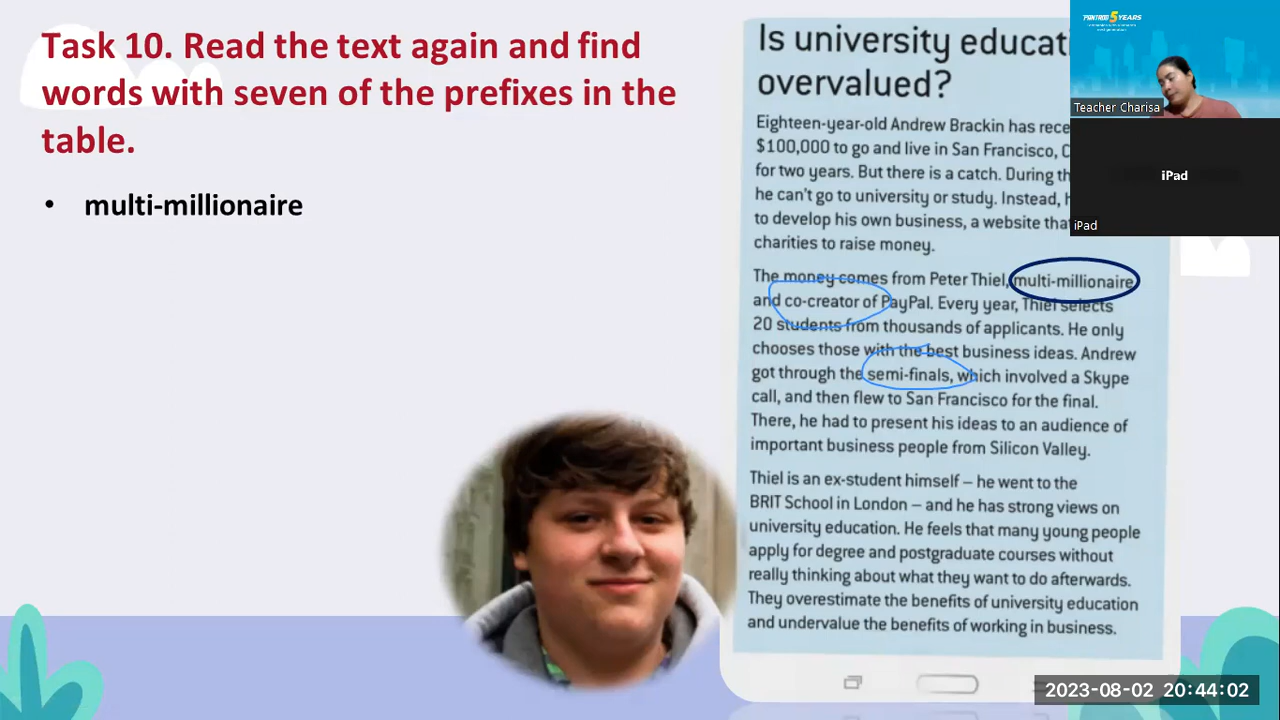 Task 10. Read the text again and find
words with seven of the prefixes in the
table.
• multi-millionaire
Is university educati
overvalued?
Eighteen-year-old Andrew Brackin has rece
$100,000 to go and live in San Francisco, C
for two years. But there is a catch. During th
he can't go to university or study. Instead, h
to develop his own business, a website that
charities to raise money.
The money comes from Peter Thiel, multi-millionaire
and co-creator of PayPal. Every year, Thiel selects
20 students from thousands of applicants. He only
chooses those with the best business ideas. Andrew
got through the semi-finals, which involved a Skype
call, and then flew to San Francisco for the final.
There, he had to present his ideas to an audience of
important business people from Silicon Valley.
Thiel is an ex-student himself – he went to the
BRIT School in London – and he has strong views on
university education. He feels that many young people
apply for degree and postgraduate courses without
really thinking about what they want to do afterwards.
They overestimate the benefits of university education
and undervalue the benefits of working in business.
5 YEARS
Teacher Charisa
iPad
iPad
2023-08-02 20:44:02